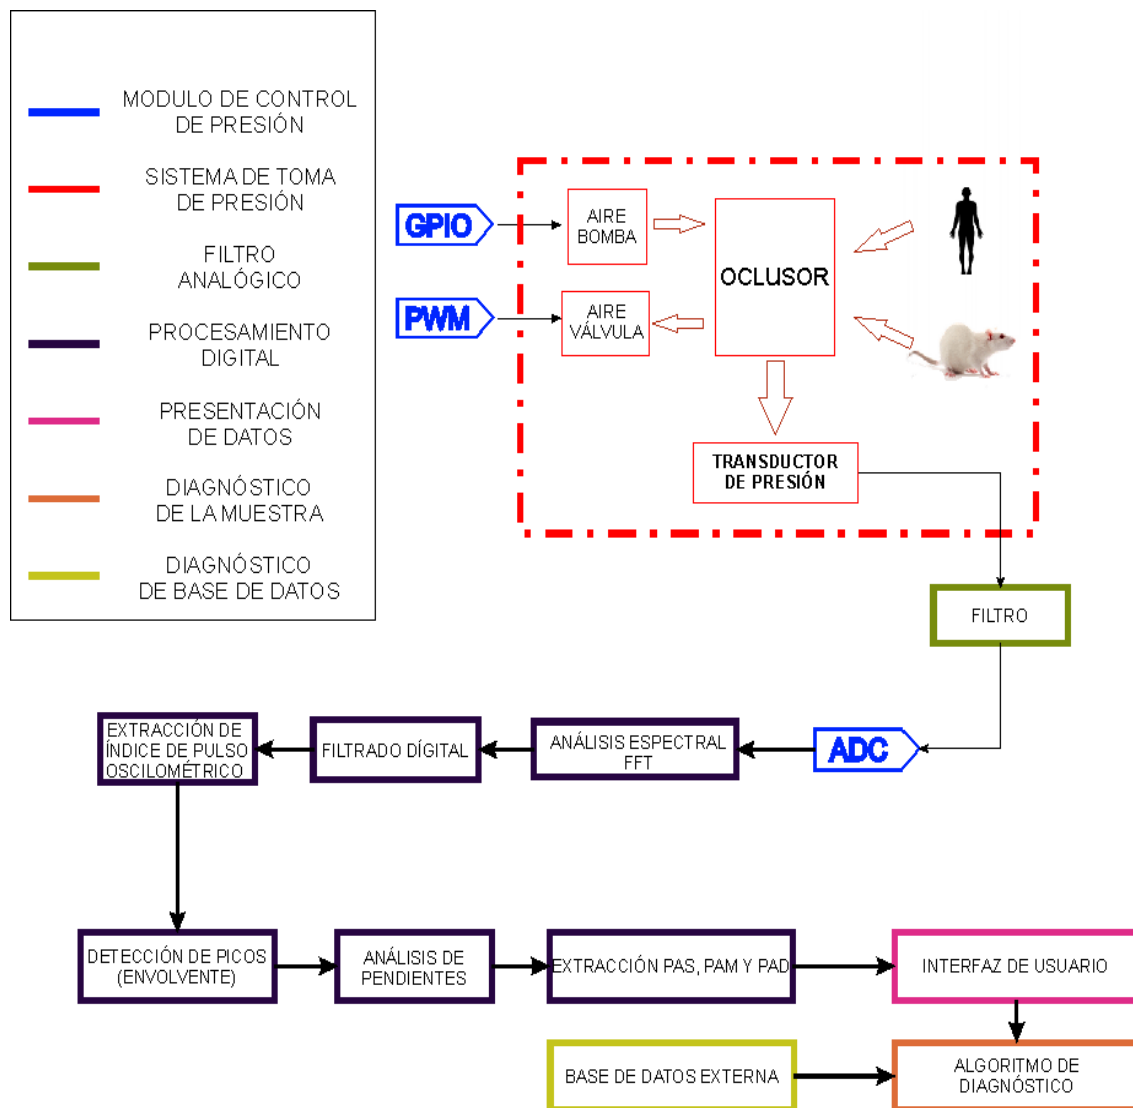 MODULO DE CONTROL
DE PRESIÓN
SISTEMA DE TOMA
DE PRESIÓN
FILTRO
ANALÓGICO
PROCESAMIENTO
DIGITAL
PRESENTACIÓN
DE DATOS
DIAGNÓSTICO
DE LA MUESTRA
DIAGNÓSTICO
DE BASE DE DATOS
GPIO
AIRE
BOMBA
PWM
AIRE
VÁLVULA
OCLUSOR
TRANSDUCTOR
DE PRESIÓN
FILTRO
ADC
ANÁLISIS ESPECTRAL
FFT
FILTRADO DÍGITAL
EXTRACCIÓN DE
ÍNDICE DE PULSO
OSCILOMÉTRICO
DETECCIÓN DE PICOS
(ENVOLVENTE)
ANÁLISIS DE
PENDIENTES
EXTRACCIÓN PAS, PAM Y PAD
INTERFAZ DE USUARIO
BASE DE DATOS EXTERNA
ALGORITMO DE
DIAGNÓSTICO